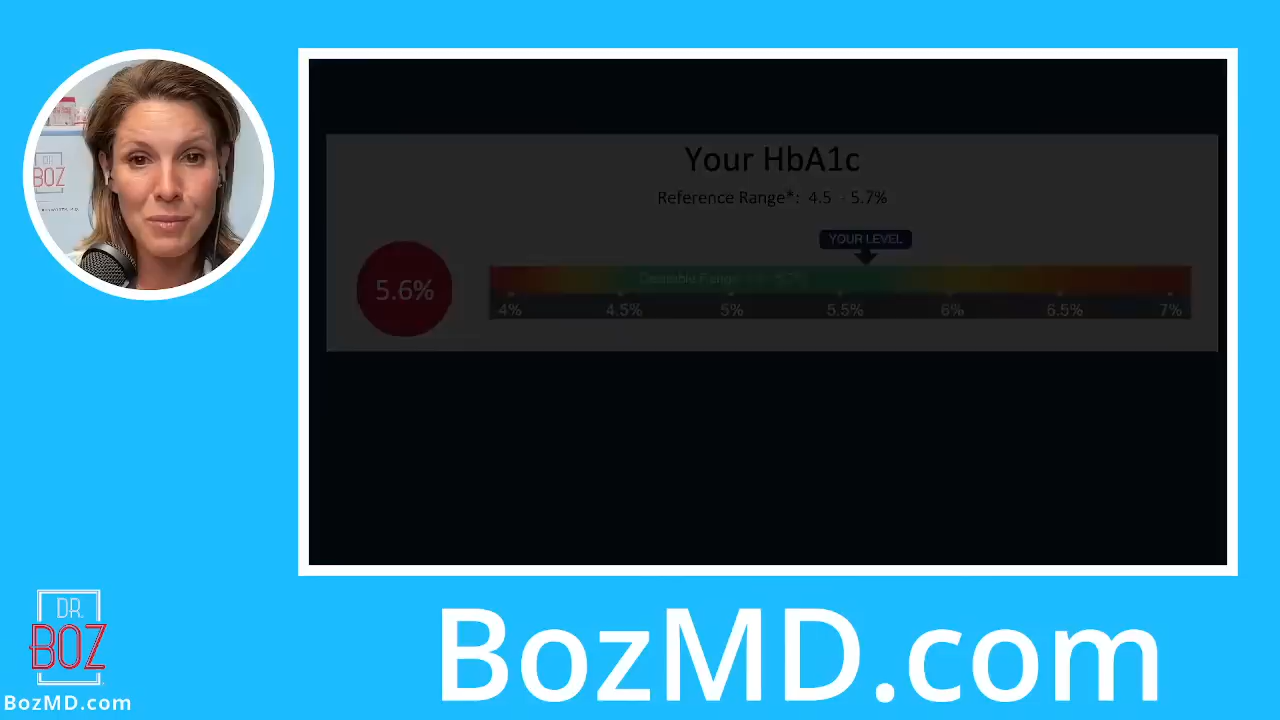 DR.
BOZ
Your HbA1c
Reference Range*: 4.5 - 5.7%
YOUR LEVEL
5.6%
4% 4.5% 5% 5.5% 6% 6.5% 7%
DR.
BOZ
BozMD.com
BozMD.com